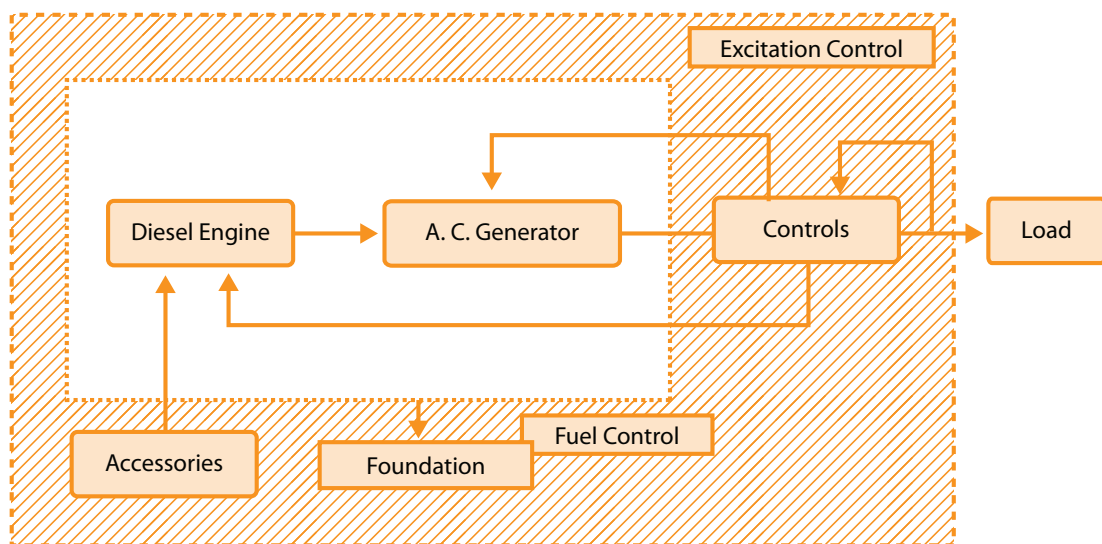 Excitation Control
Diesel Engine
A. C. Generator
Controls
Load
Fuel Control
Accessories
Foundation